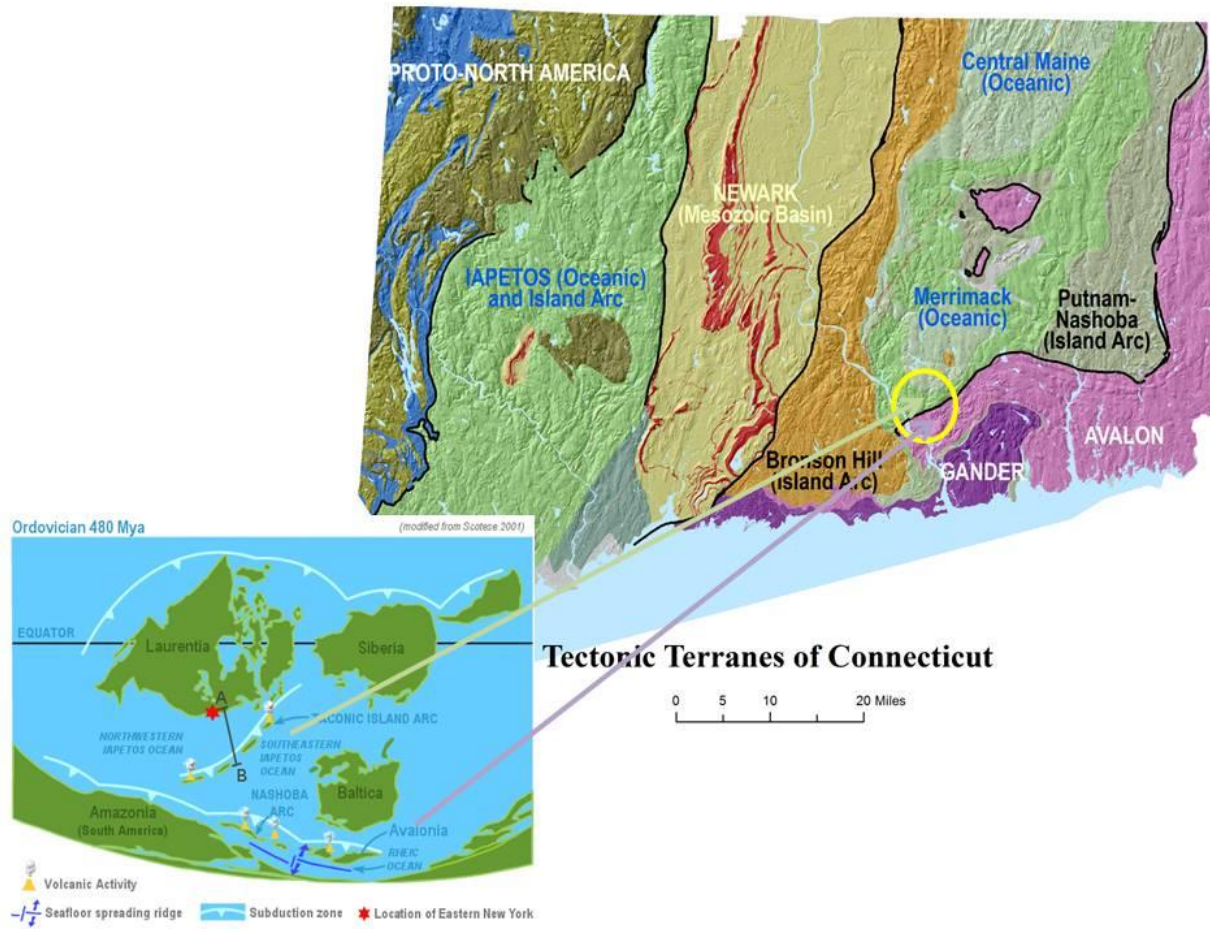 PROTO-NORTH AMERICA
Central Maine
(Oceanic)
NEWARK
(Mesozoic Basin)
IAPETOS (Oceanic)
and Island Arc
Merrimack
(Oceanic)
Putnam-
Nashoba
(Island Arc)
Bronson Hill
(Island Arc)
GANDER
AVALON
Ordovician 480 Mya
(modified from Scotese 2001)
EQUATOR
Laurentia
Siberia
A
TACONIC ISLAND ARC
NORTHWESTERN
IAPETOS OCEAN
SOUTHEASTERN
IAPETOS
OCEAN
B
NASHOBA
ARC
Baltica
Amazonia
(South America)
Avalonia
RHEIC
OCEAN
Volcanic Activity
Seafloor spreading ridge
Subduction zone
Location of Eastern New York
Tectonic Terranes of Connecticut
0 5 10 20 Miles